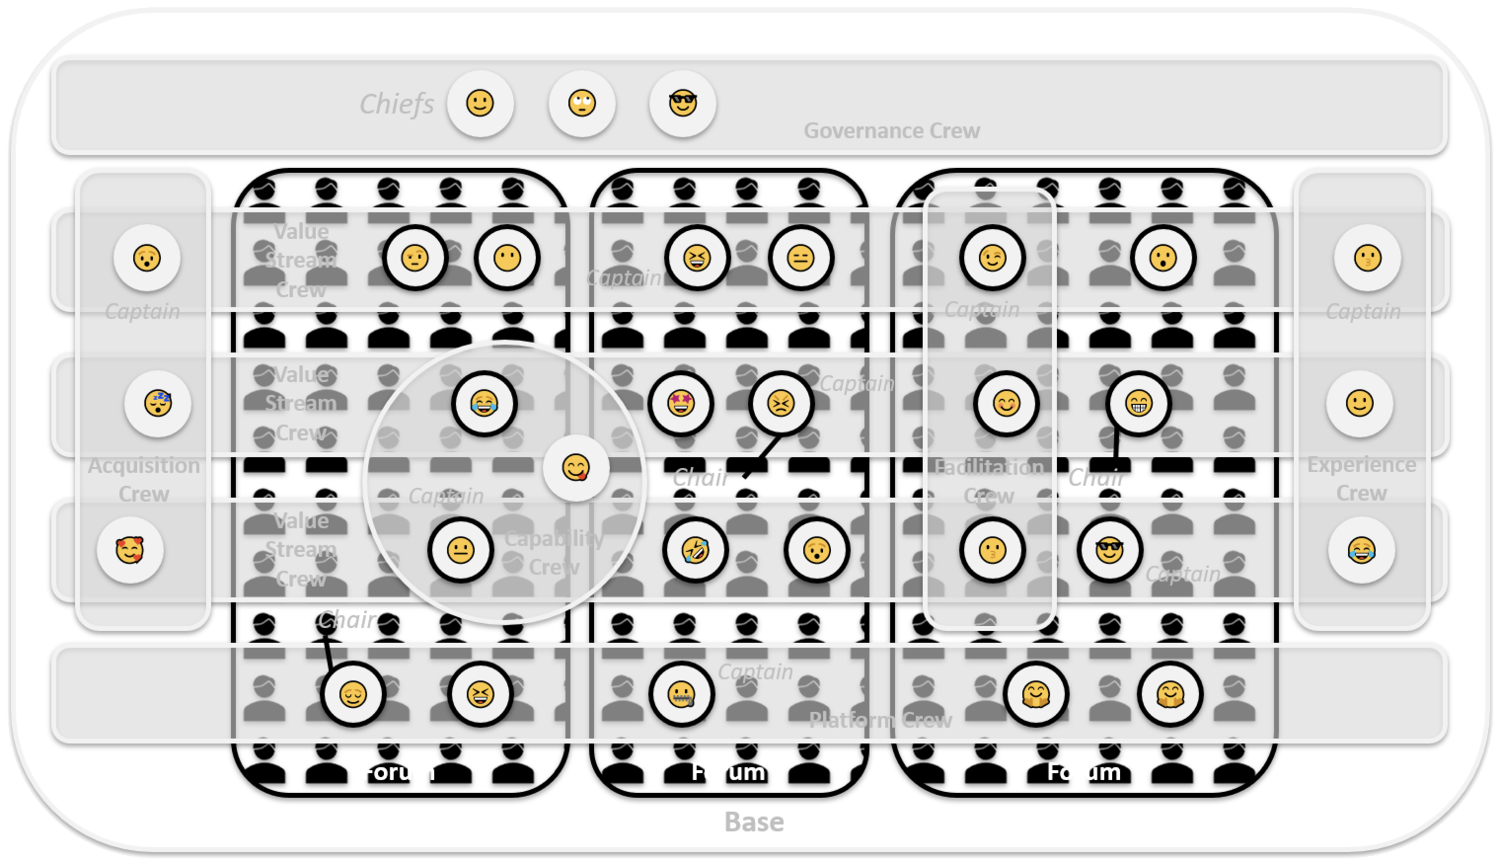 Chiefs
Governance Crew
Value
Stream
Crew
Captain
Captain
Captain
Captain
Value
Stream
Crew
Captain
Acquisition
Crew
Captain
Chair
Facilitation
Crew
Chair
Experience
Crew
Value
Stream
Crew
Capability
Crew
Captain
Chair
Captain
Platform Crew
Forum
Forum
Forum
Base